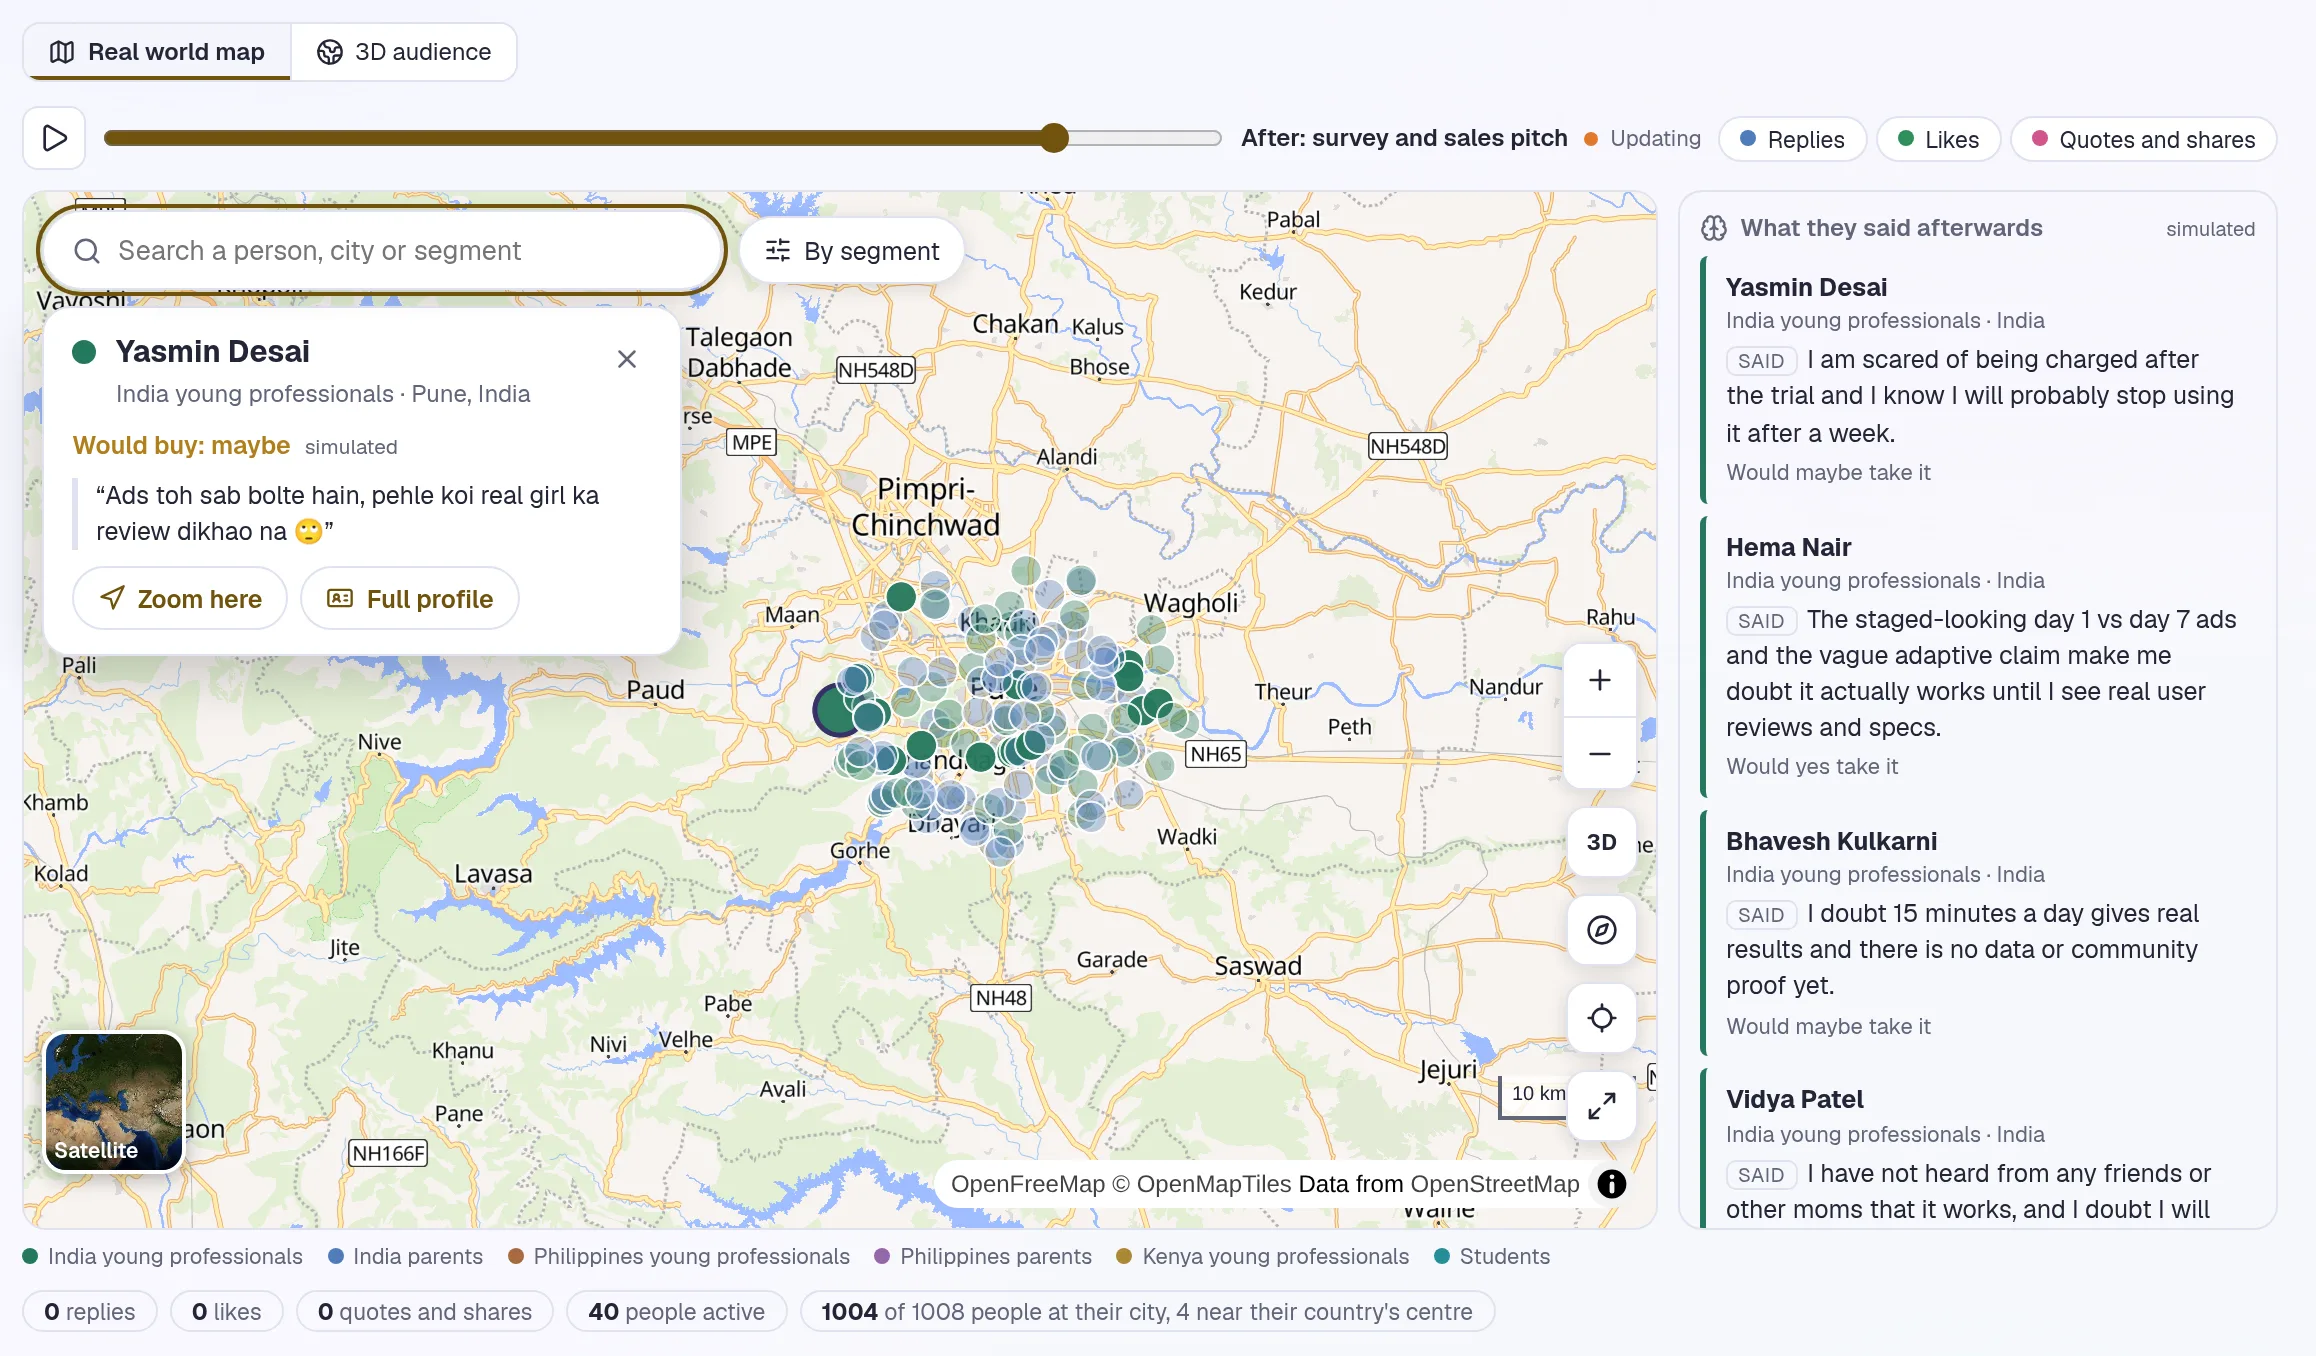 Real world map
3D audience
After: survey and sales pitch
Updating
Replies
Likes
Quotes and shares
Search a person, city or segment
By segment
Yasmin Desai
India young professionals · Pune, India
Would buy: maybe simulated
“Ads toh sab bolte hain, pehle koi real girl ka
review dikhao na 🙄”
Zoom here
Full profile
Pabal
Kedur
Chakan
Kalus
Talegaon
Dabhade
NH548D
Bhose
MPE
NH548D
Alandi
Pimpri-
Chinchwad
Maan
Wagholi
Rahu
Pali
Paud
Theur
Nandur
Peth
Nive
NH65
Wadki
Gorhe
Kolad
Lavasa
Jite
Garade
Saswad
Pabe
NH48
Nivi
Velhe
Khanu
Avali
Jejuri
Pane
NH166F
3D
10 km
Satellite
OpenFreeMap © OpenMapTiles Data from OpenStreetMap
What they said afterwards
simulated
Yasmin Desai
India young professionals · India
SAID I am scared of being charged after
the trial and I know I will probably stop using
it after a week.
Would maybe take it
Hema Nair
India young professionals · India
SAID The staged-looking day 1 vs day 7 ads
and the vague adaptive claim make me
doubt it actually works until I see real user
reviews and specs.
Would yes take it
Bhavesh Kulkarni
India young professionals · India
SAID I doubt 15 minutes a day gives real
results and there is no data or community
proof yet.
Would maybe take it
Vidya Patel
India young professionals · India
SAID I have not heard from any friends or
other moms that it works, and I doubt I will
India young professionals
India parents
Philippines young professionals
Philippines parents
Kenya young professionals
Students
0 replies
0 likes
0 quotes and shares
40 people active
1004 of 1008 people at their city, 4 near their country's centre